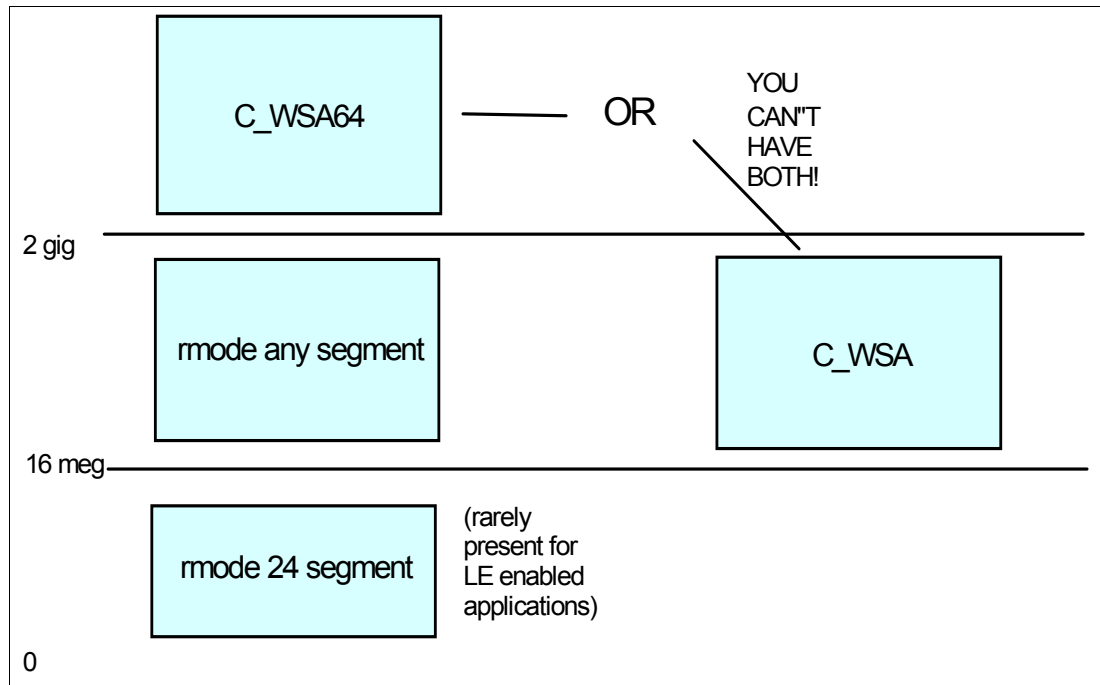 C_WSA64
OR
YOU
CAN"T
HAVE
BOTH!
2 gig
rmode any segment
C_WSA
16 meg
rmode 24 segment
(rarely
present for
LE enabled
applications)
0